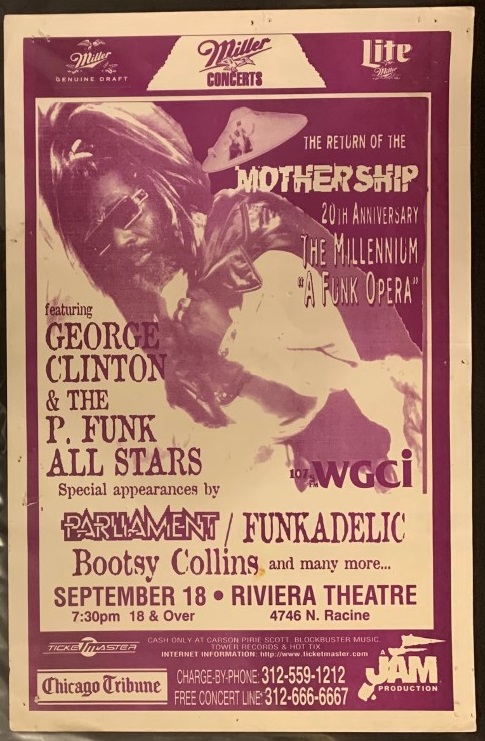 Miller
GENUINE DRAFT
Miller
CONCERTS
Lite
Miller
THE RETURN OF THE
MOTHERSHIP
20TH ANNIVERSARY
THE MILLENNIUM
"A FUNK OPERA"
featuring
GEORGE
CLINTON
& THE
P. FUNK
ALL STARS
Special appearances by
107.5 FM WGCI
PARLIAMENT / FUNKADELIC
Bootsy Collins and many more...
SEPTEMBER 18 • RIVIERA THEATRE
7:30pm 18 & Over 4746 N. Racine
TICKETMASTER
CASH ONLY AT CARSON PIRIE SCOTT BLOCKBUSTER MUSIC,
TOWER RECORDS & HOT TIX
INTERNET INFORMATION: http://www.ticketmaster.com
Chicago Tribune
CHARGE-BY-PHONE: 312-559-1212
FREE CONCERT LINE: 312-666-6667
A
JAM
PRODUCTION